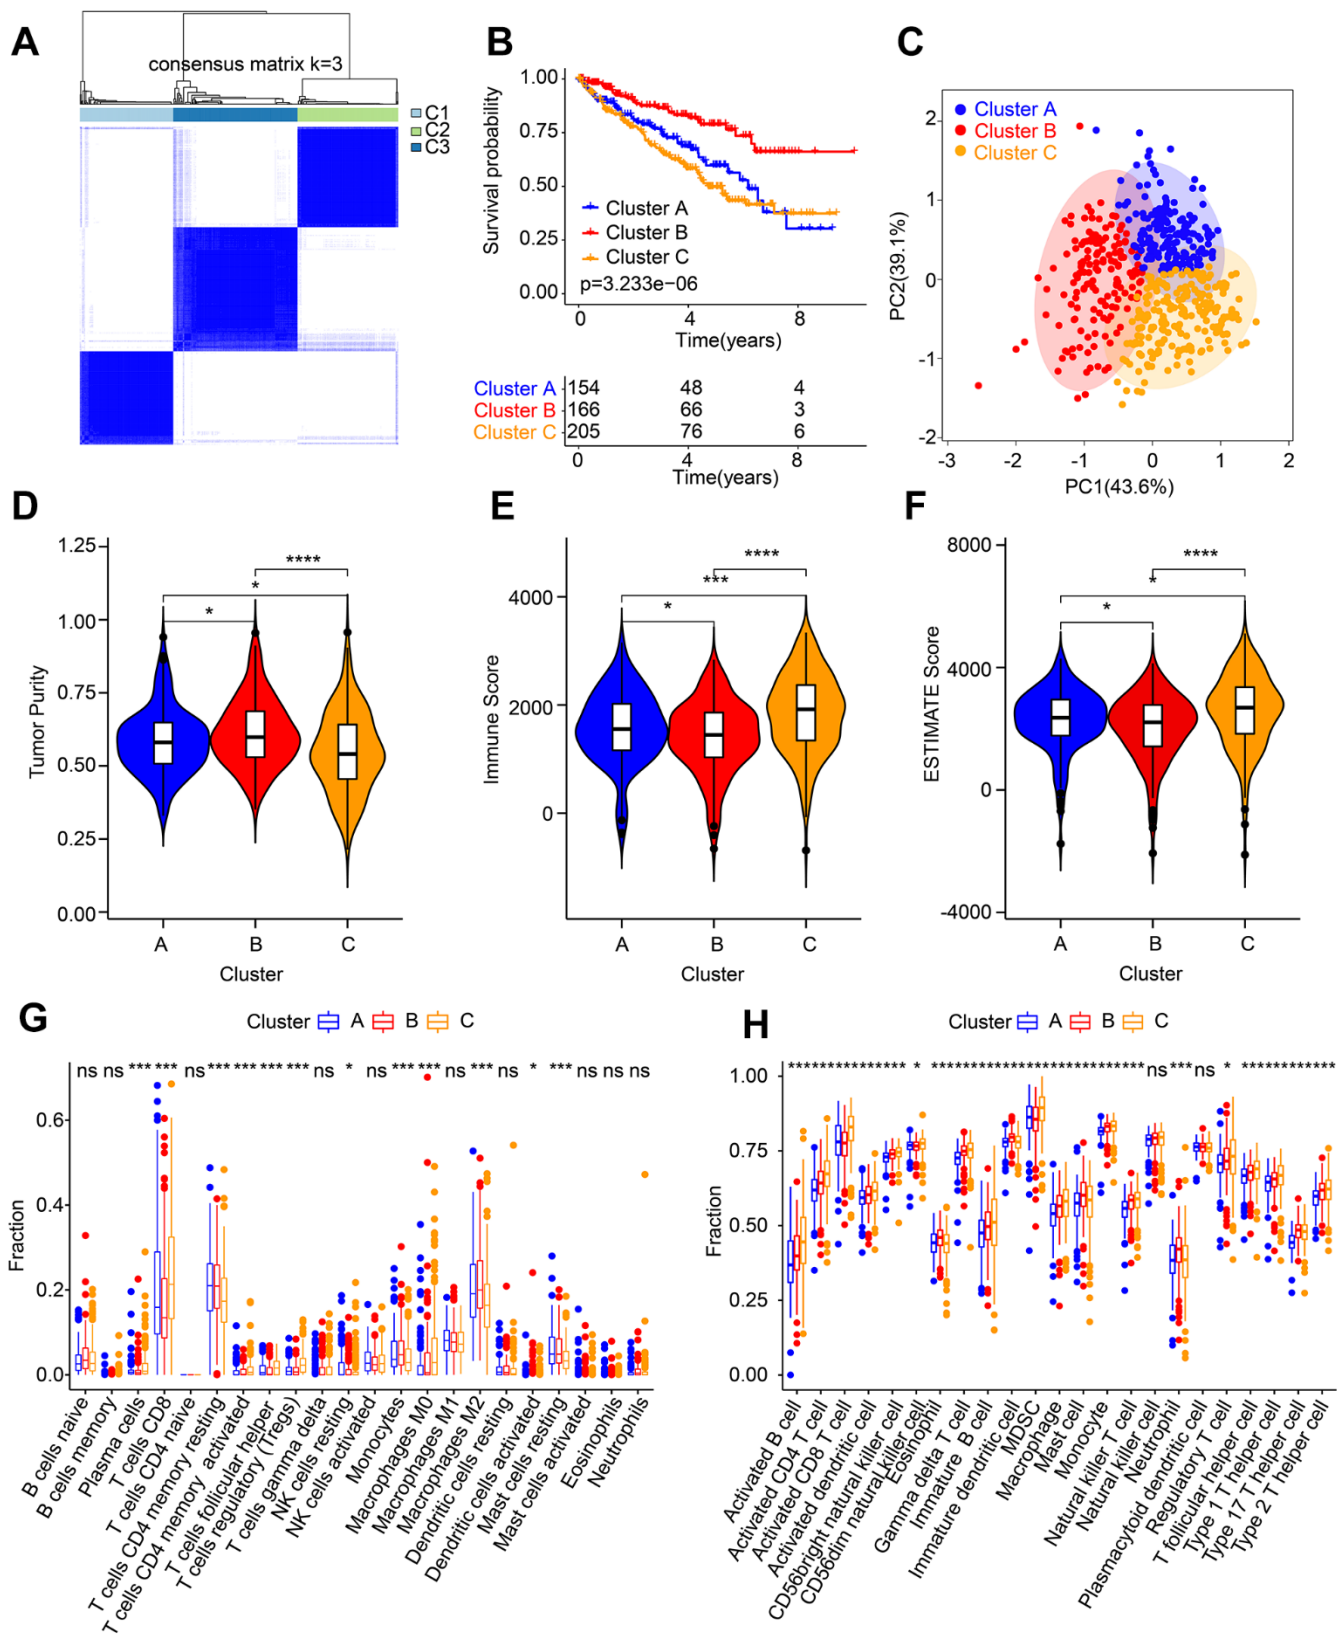 A
consensus matrix k=3
C1
C2
C3
B
Survival probability
1.00
0.75
0.50
0.25
0.00
Cluster A
Cluster B
Cluster C
p=3.233e−06
0 4 8
Time(years)
Cluster A 154 48 4
Cluster B 166 66 3
Cluster C 205 76 6
0 4 8
Time(years)
C
Cluster A
Cluster B
Cluster C
PC2(39.1%)
2
1
0
-1
-2
-3 -2 -1 0 1 2
PC1(43.6%)
D
Tumor Purity
1.25
1.00
0.75
0.50
0.25
0.00
****
*
*
A B C
Cluster
E
Immune Score
4000
2000
0
****
***
*
A B C
Cluster
F
ESTIMATE Score
8000
4000
0
-4000
****
*
*
A B C
Cluster
G
Cluster A B C
Fraction
0.6
0.4
0.2
0.0
ns ns *** *** ns *** *** *** *** ns * ns *** *** ns *** ns * *** ns ns ns
B cells naive
B cells memory
Plasma cells
T cells CD8
T cells CD4 naive
T cells CD4 memory resting
T cells CD4 memory activated
T cells follicular helper
T cells regulatory (Tregs)
T cells gamma delta
NK cells resting
NK cells activated
Monocytes
Macrophages M0
Macrophages M1
Macrophages M2
Dendritic cells resting
Dendritic cells activated
Mast cells resting
Mast cells activated
Eosinophils
Neutrophils
H
Cluster A B C
Fraction
1.00
0.75
0.50
0.25
0.00
*** *** *** *** *** * *** *** *** *** *** *** *** *** *** ns *** ns * *** *** *** ***
Activated B cell
Activated CD4 T cell
Activated CD8 T cell
Activated dendritic cell
CD56bright natural killer cell
CD56dim natural killer cell
Eosinophil
Gamma delta T cell
Immature B cell
Immature dendritic cell
MDSC
Macrophage
Mast cell
Monocyte
Natural killer T cell
Natural killer cell
Neutrophil
Plasmacytoid dendritic cell
Regulatory T cell
T follicular helper cell
Type 1 T helper cell
Type 17 T helper cell
Type 2 T helper cell